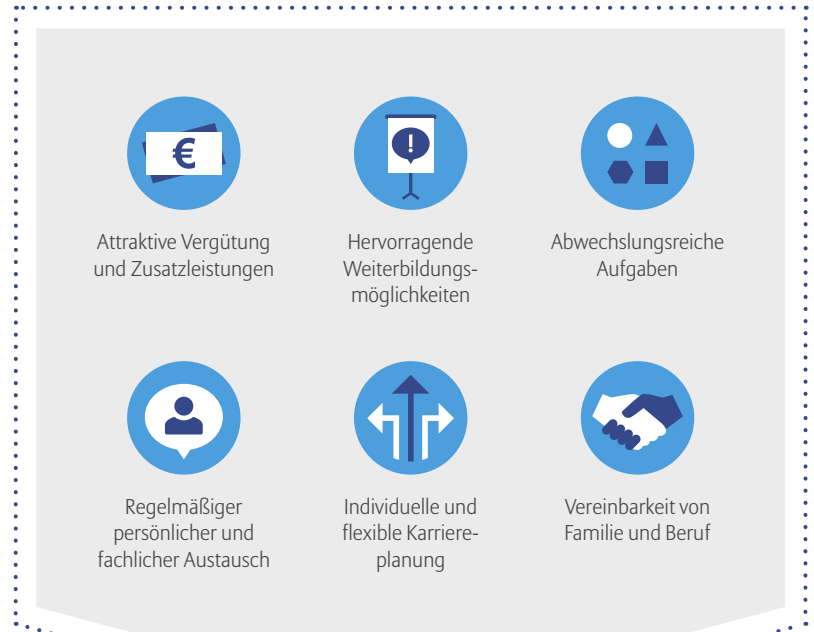 €
!
Attraktive Vergütung
und Zusatzleistungen
Hervorragende
Weiterbildungs-
möglichkeiten
Abwechslungsreiche
Aufgaben
Regelmäßiger
persönlicher und
fachlicher Austausch
Individuelle und
flexible Karriere-
planung
Vereinbarkeit von
Familie und Beruf